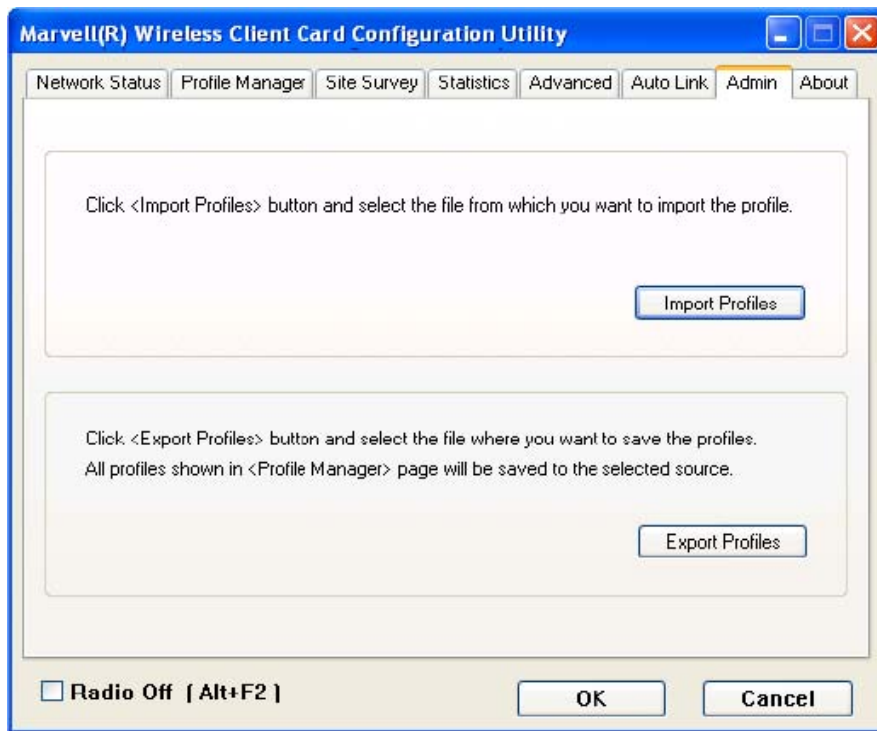 Marvell(R) Wireless Client Card Configuration Utility
Network Status Profile Manager Site Survey Statistics Advanced Auto Link Admin About
Click <Import Profiles> button and select the file from which you want to import the profile.
Import Profiles
Click <Export Profiles> button and select the file where you want to save the profiles.
All profiles shown in <Profile Manager> page will be saved to the selected source.
Export Profiles
Radio Off [ Alt+F2 ]
OK Cancel